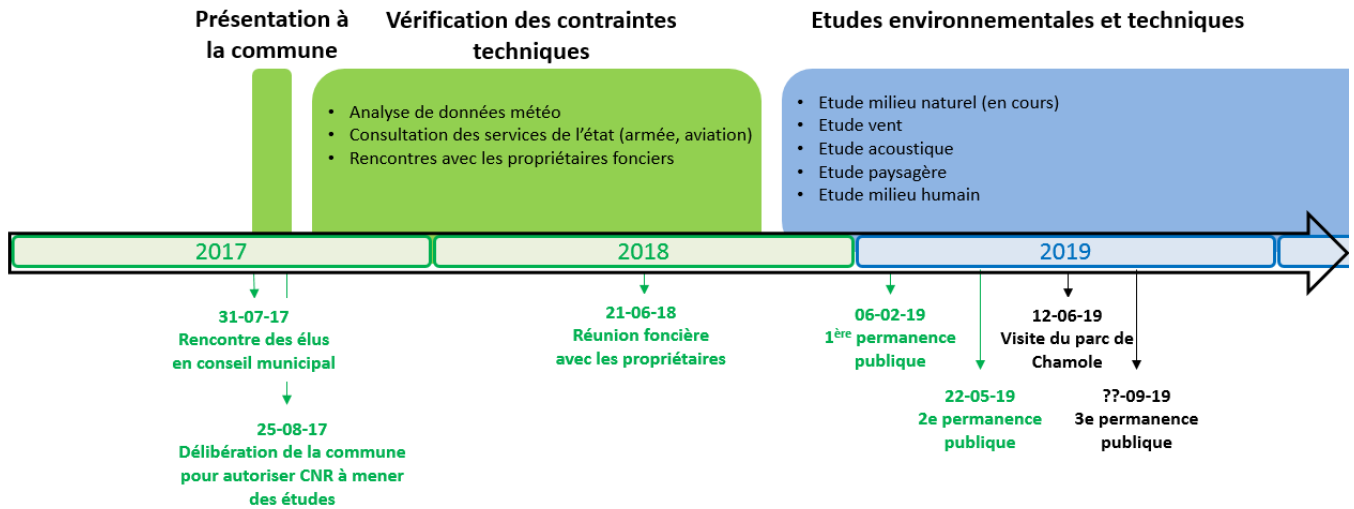 Présentation à
la commune
Vérification des contraintes
techniques
Etudes environnementales et techniques
• Analyse de données météo
• Consultation des services de l'état (armée, aviation)
• Rencontres avec les propriétaires fonciers
• Etude milieu naturel (en cours)
• Etude vent
• Etude acoustique
• Etude paysagère
• Etude milieu humain
2017
2018
2019
31-07-17
Rencontre des élus
en conseil municipal
25-08-17
Délibération de la commune
pour autoriser CNR à mener
des études
21-06-18
Réunion foncière
avec les propriétaires
06-02-19
1ère permanence
publique
22-05-19
2e permanence
publique
12-06-19
Visite du parc de
Chamole
??-09-19
3e permanence
publique